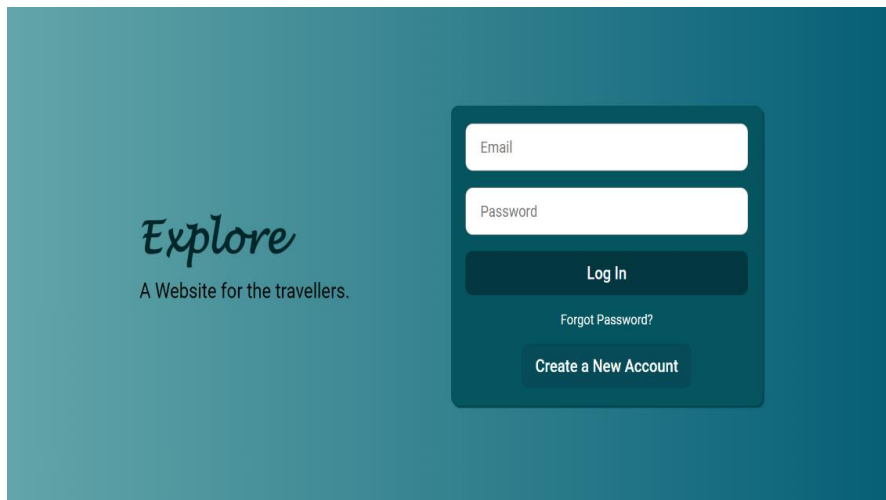 Explore
A Website for the travellers.
Email
Password
Log In
Forgot Password?
Create a New Account